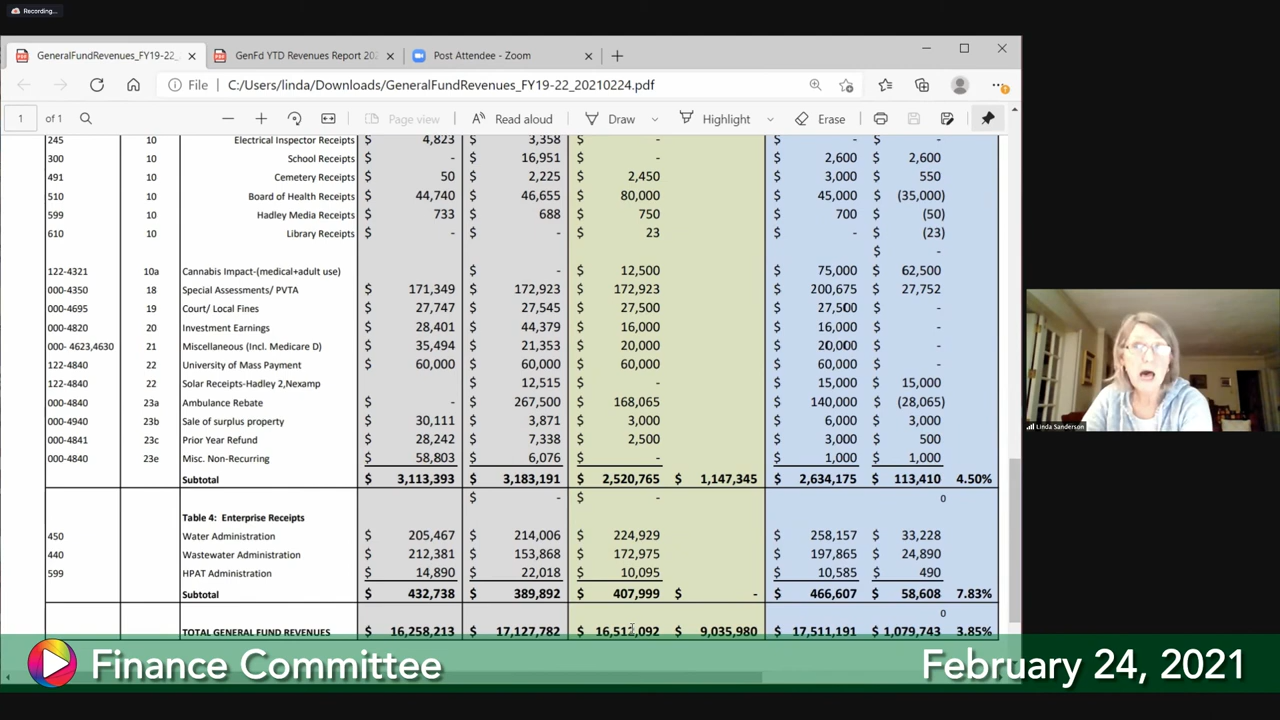 Recording...
GeneralFundRevenues_FY19-22_
GenFd YTD Revenues Report 202
Post Attendee - Zoom
File C:/Users/linda/Downloads/GeneralFundRevenues_FY19-22_20210224.pdf
1 of 1 Page view Read aloud Draw Highlight Erase
245 10 Electrical Inspector Receipts $ 4,823 $ 3,358 $ - $ - $ -
300 10 School Receipts $ - $ 16,951 $ - $ 2,600 $ 2,600
491 10 Cemetery Receipts $ 50 $ 2,225 $ 2,450 $ 3,000 $ 550
510 10 Board of Health Receipts $ 44,740 $ 46,655 $ 80,000 $ 45,000 $ (35,000)
599 10 Hadley Media Receipts $ 733 $ 688 $ 750 $ 700 $ (50)
610 10 Library Receipts $ - $ - $ 23 $ - $ (23)
$ -
122-4321 10a Cannabis Impact-(medical+adult use) $ - $ 12,500 $ 75,000 $ 62,500
000-4350 18 Special Assessments/ PVTA $ 171,349 $ 172,923 $ 172,923 $ 200,675 $ 27,752
000-4695 19 Court/ Local Fines $ 27,747 $ 27,545 $ 27,500 $ 27,500 $ -
000-4820 20 Investment Earnings $ 28,401 $ 44,379 $ 16,000 $ 16,000 $ -
000- 4623,4630 21 Miscellaneous (Incl. Medicare D) $ 35,494 $ 21,353 $ 20,000 $ 20,000 $ -
122-4840 22 University of Mass Payment $ 60,000 $ 60,000 $ 60,000 $ 60,000 $ -
122-4840 22 Solar Receipts-Hadley 2,Nexamp $ 12,515 $ - $ 15,000 $ 15,000
000-4840 23a Ambulance Rebate $ - $ 267,500 $ 168,065 $ 140,000 $ (28,065)
000-4940 23b Sale of surplus property $ 30,111 $ 3,871 $ 3,000 $ 6,000 $ 3,000
000-4841 23c Prior Year Refund $ 28,242 $ 7,338 $ 2,500 $ 3,000 $ 500
000-4840 23e Misc. Non-Recurring $ 58,803 $ 6,076 $ - $ 1,000 $ 1,000
Subtotal $ 3,113,393 $ 3,183,191 $ 2,520,765 $ 1,147,345 $ 2,634,175 $ 113,410 4.50%
$ - $ - 0
Table 4: Enterprise Receipts
450 Water Administration $ 205,467 $ 214,006 $ 224,929 $ 258,157 $ 33,228
440 Wastewater Administration $ 212,381 $ 153,868 $ 172,975 $ 197,865 $ 24,890
599 HPAT Administration $ 14,890 $ 22,018 $ 10,095 $ 10,585 $ 490
Subtotal $ 432,738 $ 389,892 $ 407,999 $ - $ 466,607 $ 58,608 7.83%
0
TOTAL GENERAL FUND REVENUES $ 16,258,213 $ 17,127,782 $ 16,512,092 $ 9,035,980 $ 17,511,191 $ 1,079,743 3.85%
Linda Sanderson
Finance Committee
February 24, 2021